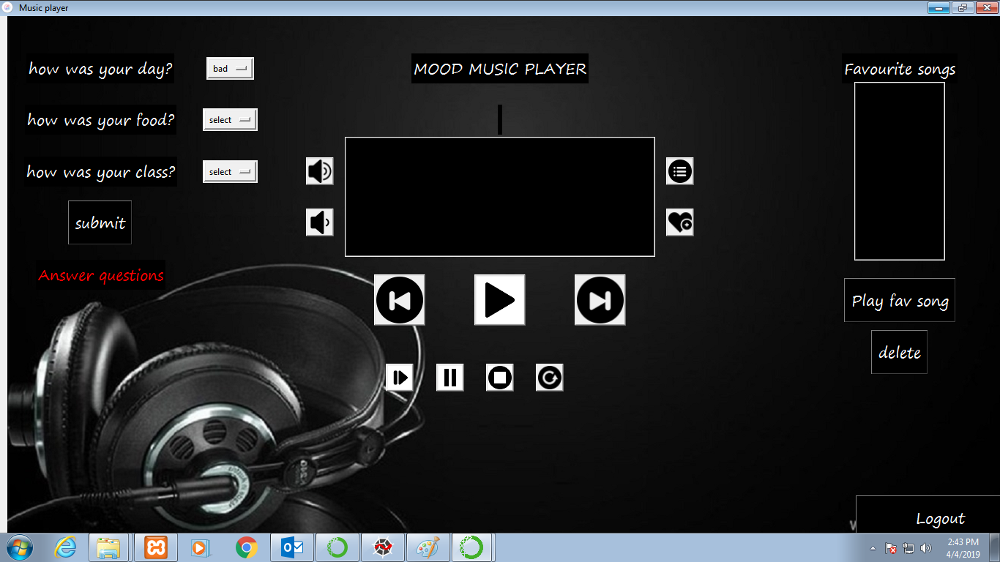 Music player
how was your day?
bad
MOOD MUSIC PLAYER
Favourite songs
how was your food?
select
how was your class?
select
submit
Answer questions
Play fav song
delete
Logout
2:43 PM
4/4/2019